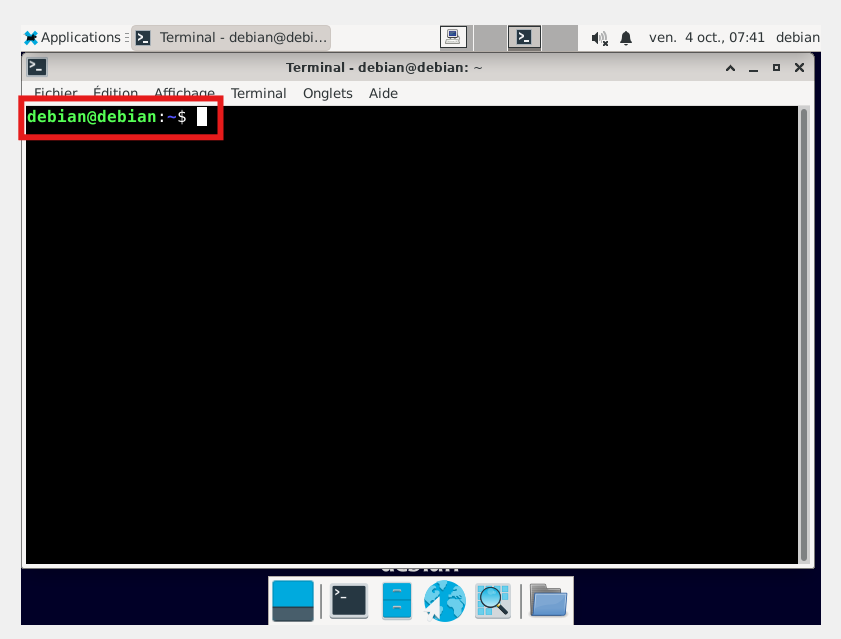 Applications Terminal - debian@debi... ven. 4 oct., 07:41 debian
Terminal - debian@debian: ~
Fichier Édition Affichage Terminal Onglets Aide
debian@debian:~$